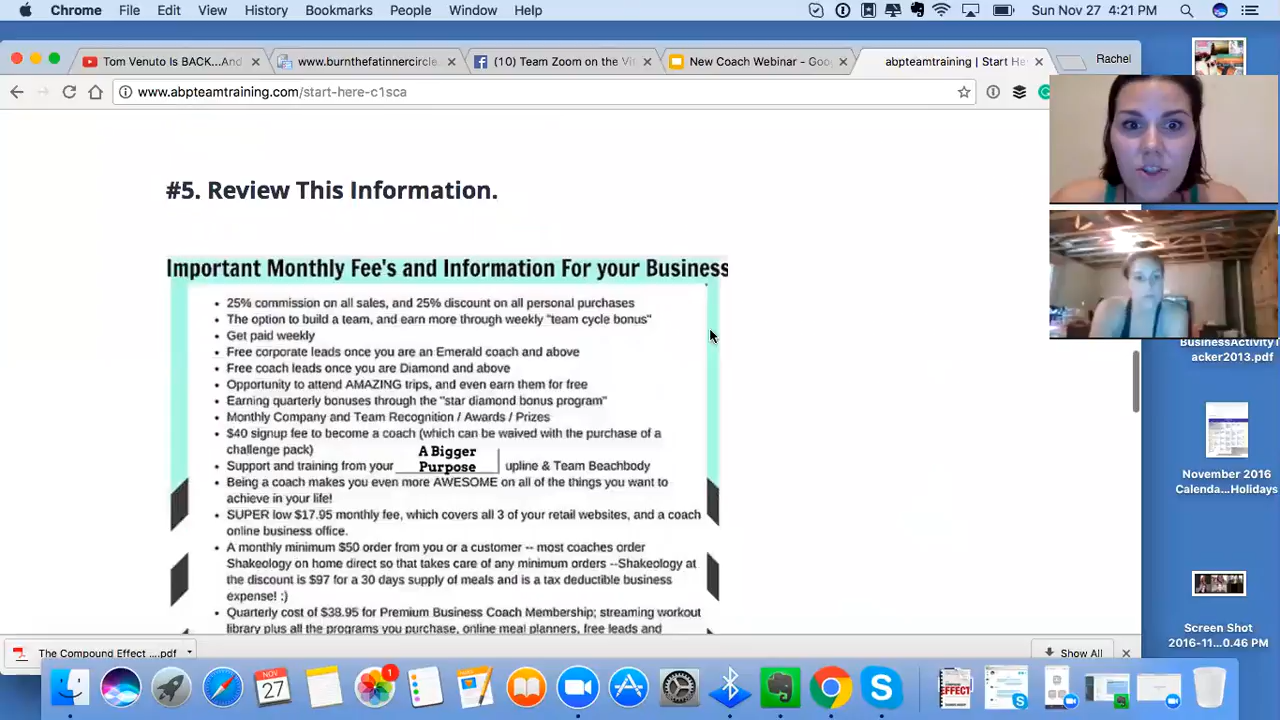 Chrome File Edit View History Bookmarks People Window Help
Sun Nov 27 4:21 PM
Tom Venuto Is BACK...And
www.burnthefatinnercircle.
(10) Team Zoom on the Vi
New Coach Webinar - Goo
abpteamtraining | Start He
Rachel
www.abpteamtraining.com/start-here-c1sca
#5. Review This Information.
Important Monthly Fee's and Information For your Business
• 25% commission on all sales, and 25% discount on all personal purchases
• The option to build a team, and earn more through weekly "team cycle bonus"
• Get paid weekly
• Free corporate leads once you are an Emerald coach and above
• Free coach leads once you are Diamond and above
• Opportunity to attend AMAZING trips, and even earn them for free
• Earning quarterly bonuses through the "star diamond bonus program"
• Monthly Company and Team Recognition / Awards / Prizes
• $40 signup fee to become a coach (which can be waived with the purchase of a
challenge pack)
A Bigger
• Support and training from your Purpose upline & Team Beachbody
• Being a coach makes you even more AWESOME on all of the things you want to
achieve in your life!
• SUPER low $17.95 monthly fee, which covers all 3 of your retail websites, and a coach
online business office.
• A monthly minimum $50 order from you or a customer -- most coaches order
Shakeology on home direct so that takes care of any minimum orders --Shakeology at
the discount is $97 for a 30 days supply of meals and is a tax deductible business
expense! :)
• Quarterly cost of $38.95 for Premium Business Coach Membership; streaming workout
library plus all the programs you purchase, online meal planners, free leads and
BusinessActivityT
acker2013.pdf
November 2016
Calenda...Holidays
Screen Shot
2016-11...0.46 PM
The Compound Effect ....pdf
Show All
NOV
27
1
EFFECT